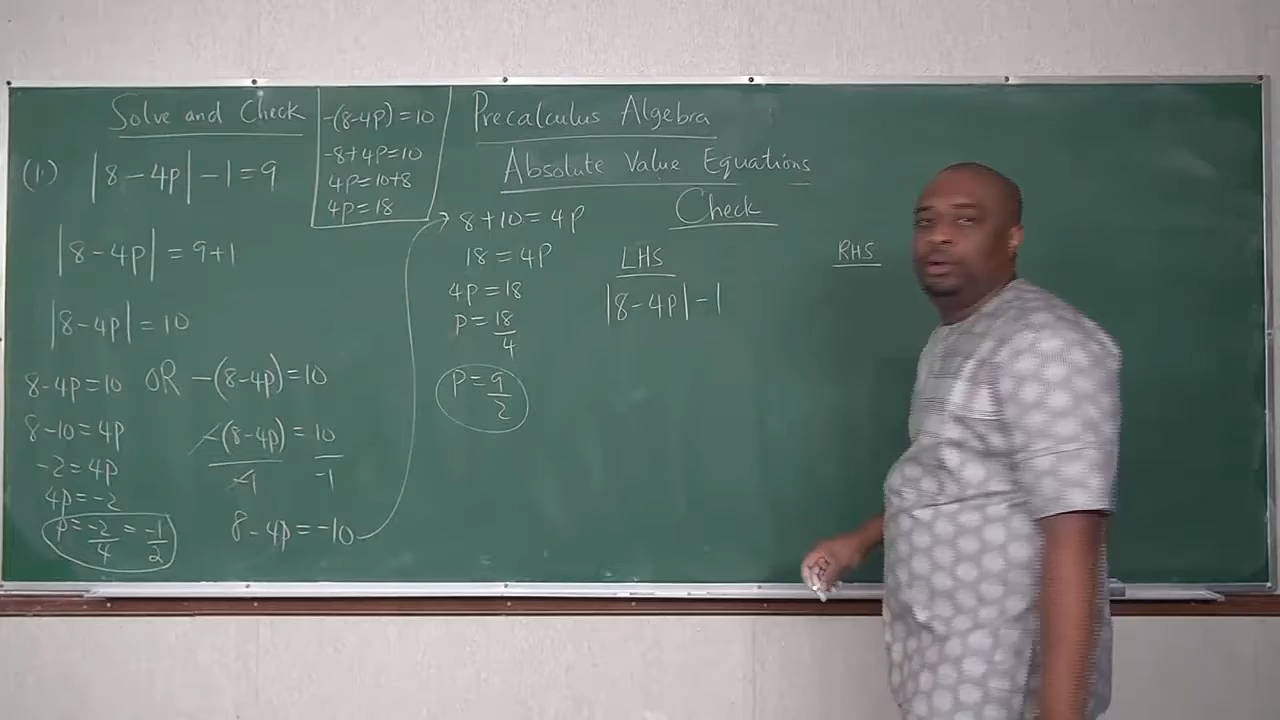 Solve and Check
(1.) |8-4p|-1=9
|8-4p| = 9+1
|8-4p| = 10
8-4p=10 OR -(8-4p)=10
8-10=4p
-2=4p
4p=-2
p=-2/4=-1/2
-(8-4p)/-1 = 10/-1
8-4p=-10
-(8-4p)=10
-8+4p=10
4p=10+8
4p=18
Precalculus Algebra
Absolute Value Equations
8+10=4p
18=4p
4p=18
p=18/4
p=9/2
Check
LHS
|8-4p|-1
RHS